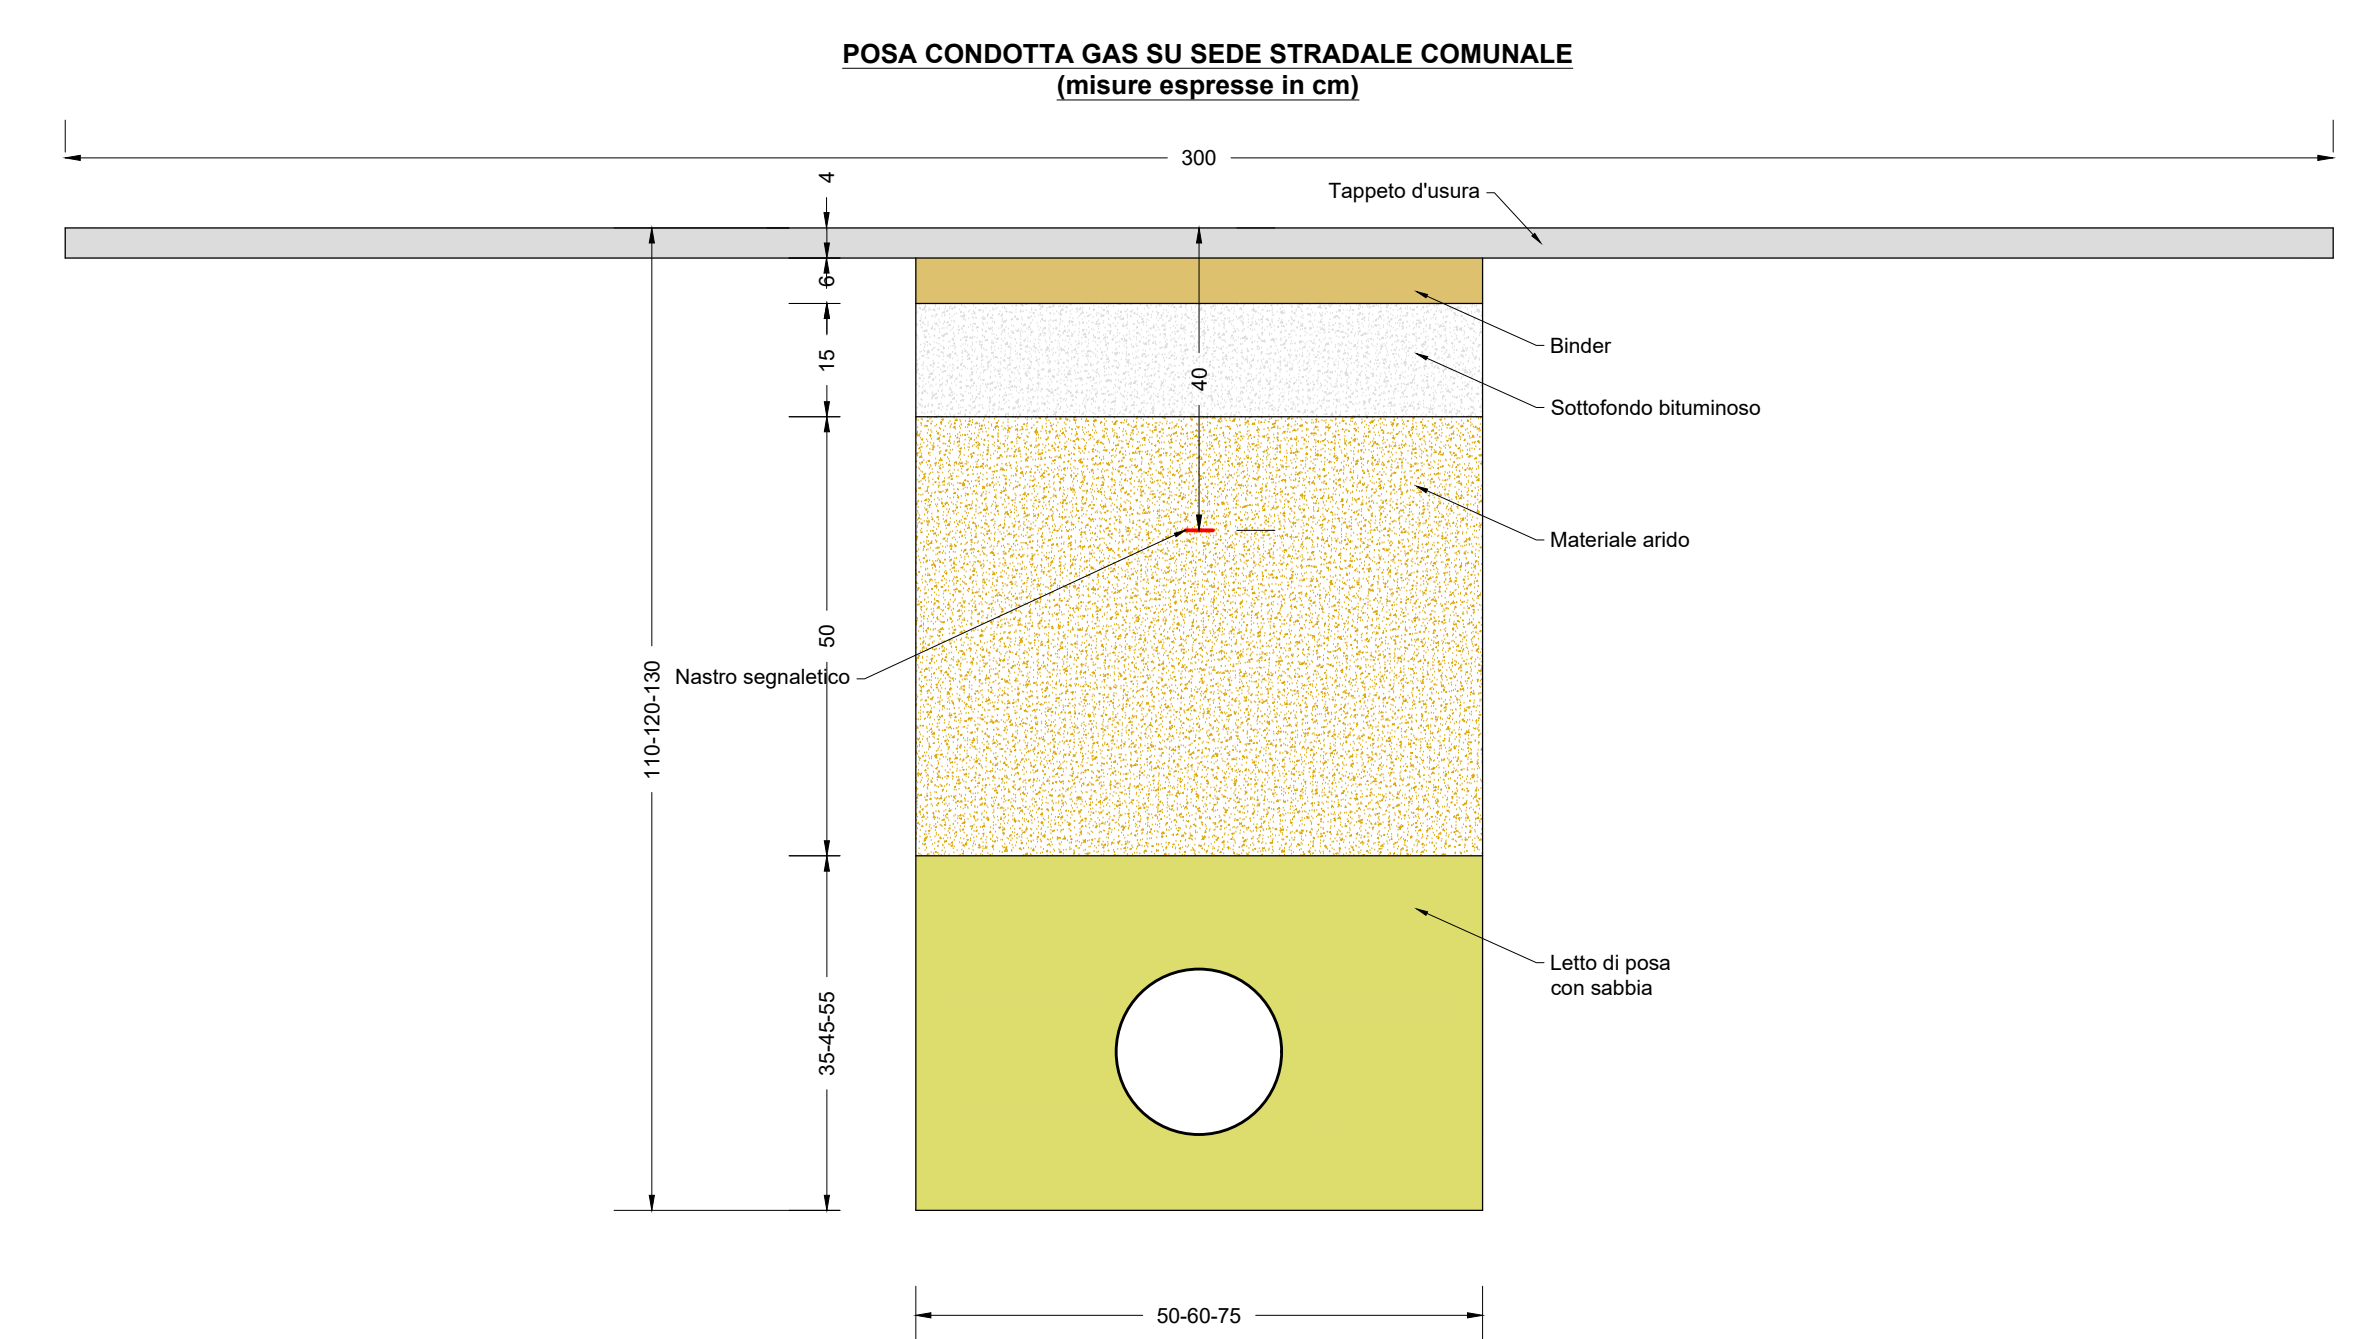 POSA CONDOTTA GAS SU SEDE STRADALE COMUNALE
(misure espresse in cm)
300
4
Tappeto d'usura
6
Binder
15
40
Sottofondo bituminoso
Materiale arido
50
Nastro segnaletico
110-120-130
Letto di posa
con sabbia
35-45-55
50-60-75